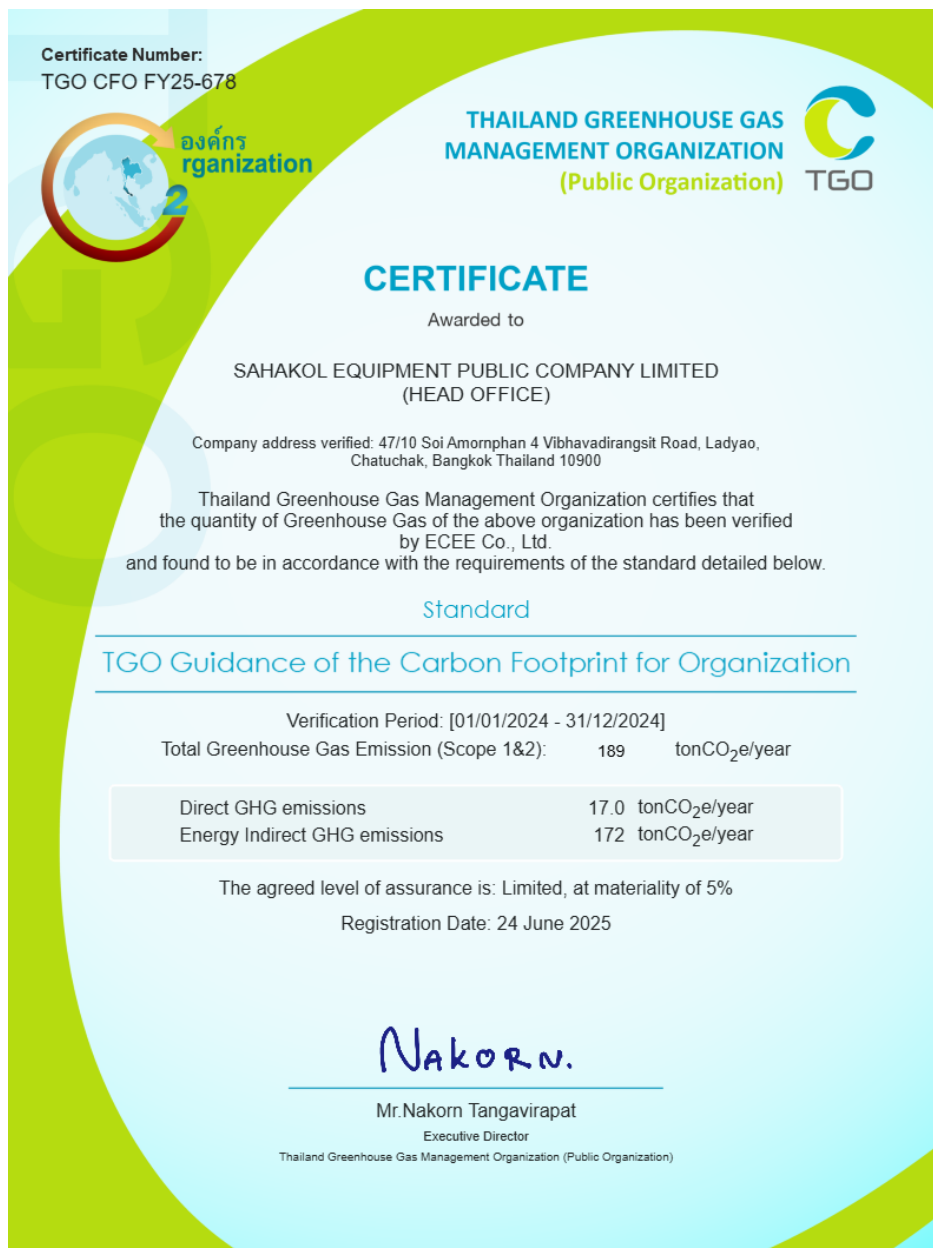 Certificate Number:
TGO CFO FY25-678
องค์กร
rganization
2
THAILAND GREENHOUSE GAS
MANAGEMENT ORGANIZATION
(Public Organization)
TGO
CERTIFICATE
Awarded to
SAHAKOL EQUIPMENT PUBLIC COMPANY LIMITED
(HEAD OFFICE)
Company address verified: 47/10 Soi Amornphan 4 Vibhavadirangsit Road, Ladyao,
Chatuchak, Bangkok Thailand 10900
Thailand Greenhouse Gas Management Organization certifies that
the quantity of Greenhouse Gas of the above organization has been verified
by ECEE Co., Ltd.
and found to be in accordance with the requirements of the standard detailed below.
Standard
TGO Guidance of the Carbon Footprint for Organization
Verification Period: [01/01/2024 - 31/12/2024]
Total Greenhouse Gas Emission (Scope 1&2): 189 tonCO₂e/year
Direct GHG emissions 17.0 tonCO₂e/year
Energy Indirect GHG emissions 172 tonCO₂e/year
The agreed level of assurance is: Limited, at materiality of 5%
Registration Date: 24 June 2025
NAKORN.
Mr.Nakorn Tangavirapat
Executive Director
Thailand Greenhouse Gas Management Organization (Public Organization)